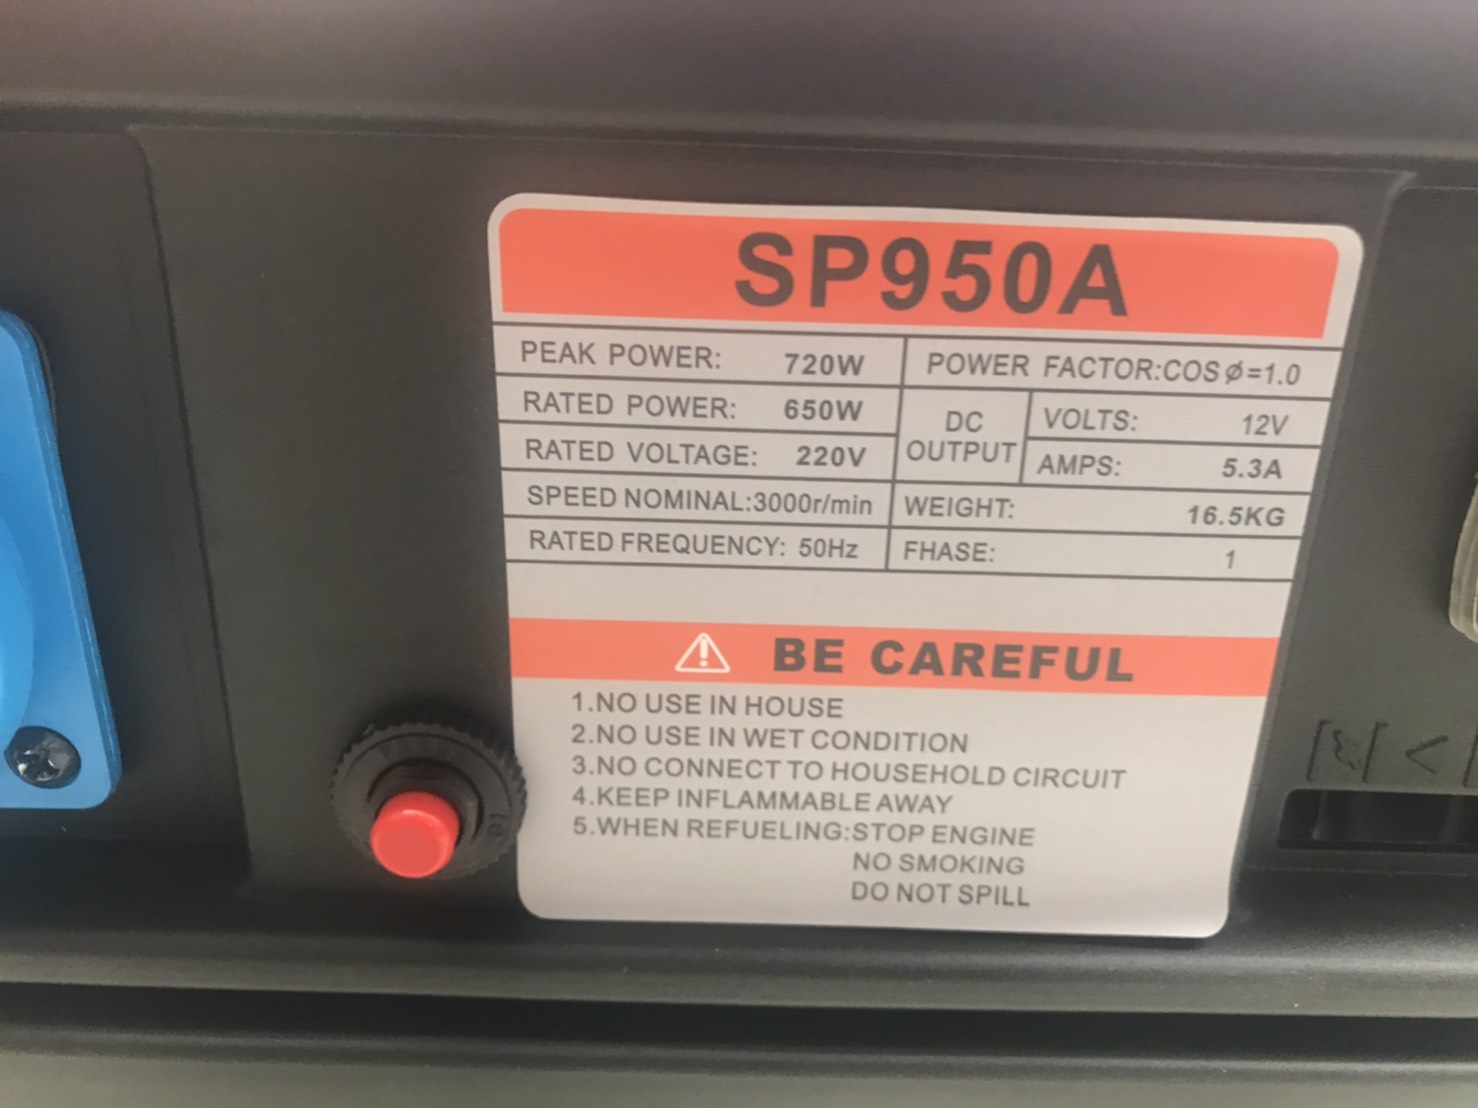 SP950A
PEAK POWER: 720W
POWER FACTOR:COSΦ=1.0
RATED POWER: 650W
RATED VOLTAGE: 220V
DC OUTPUT
VOLTS: 12V
AMPS: 5.3A
SPEED NOMINAL:3000r/min
WEIGHT: 16.5KG
RATED FREQUENCY: 50Hz
FHASE: 1
BE CAREFUL
1.NO USE IN HOUSE
2.NO USE IN WET CONDITION
3.NO CONNECT TO HOUSEHOLD CIRCUIT
4.KEEP INFLAMMABLE AWAY
5.WHEN REFUELING:STOP ENGINE
NO SMOKING
DO NOT SPILL